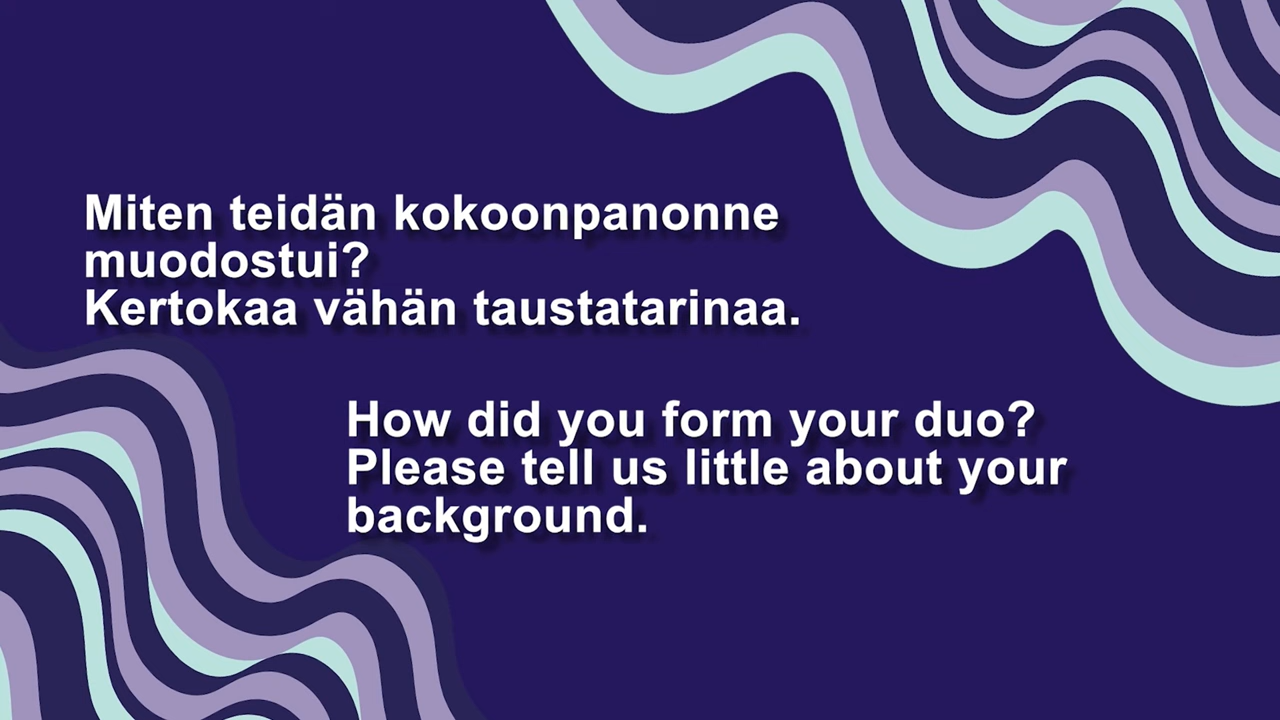 Miten teidän kokoonpanonne
muodostui?
Kertokaa vähän taustatarinaa.
How did you form your duo?
Please tell us little about your
background.